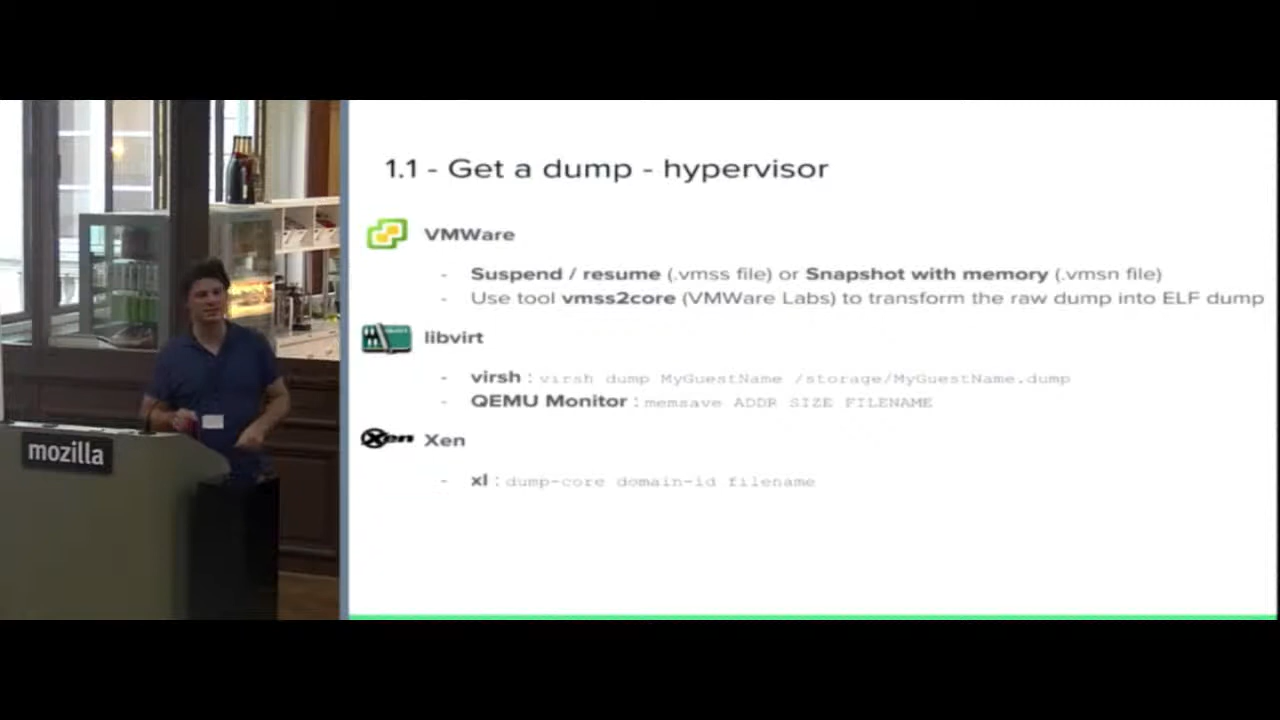 1.1 - Get a dump - hypervisor
VMWare
- Suspend / resume (.vmss file) or Snapshot with memory (.vmsn file)
- Use tool vmss2core (VMWare Labs) to transform the raw dump into ELF dump
libvirt
- virsh : virsh dump MyGuestName /storage/MyGuestName.dump
- QEMU Monitor : memsave ADDR SIZE FILENAME
Xen Xen
- xl : dump-core domain-id filename
mozilla